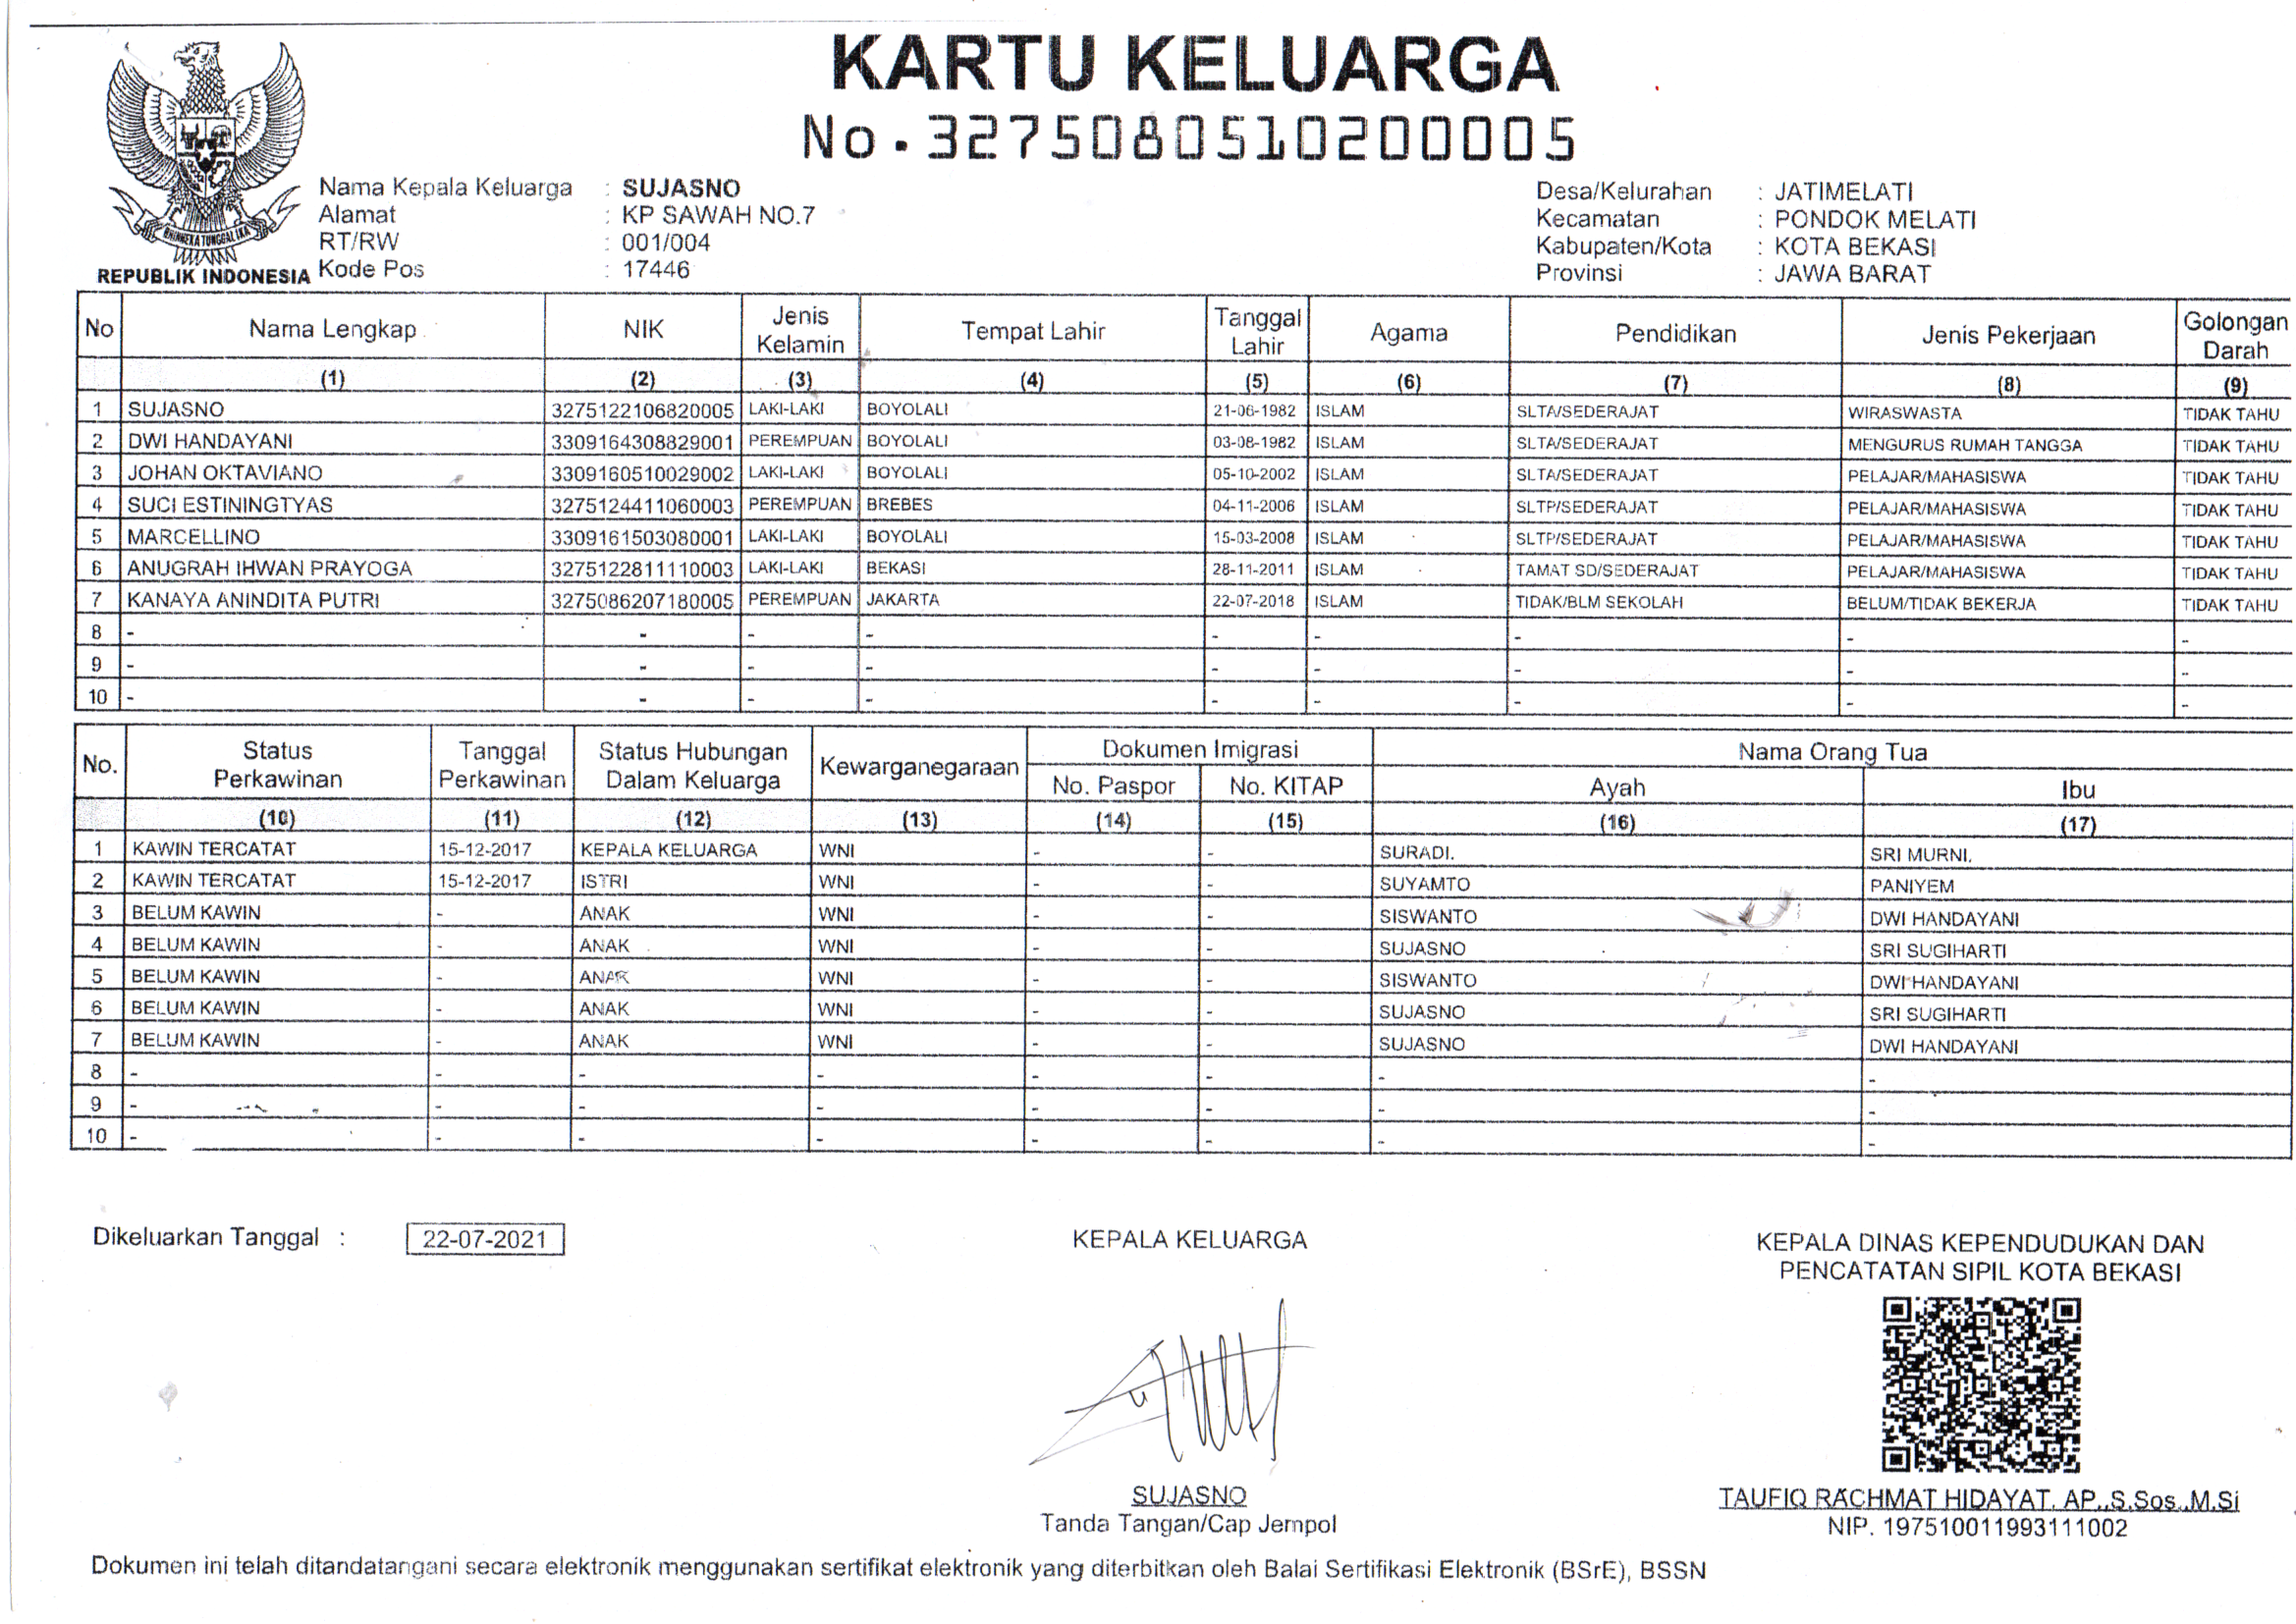 KARTU KELUARGA
No.3275080510200005
BHINNEKA TUNGGAL IKA
REPUBLIK INDONESIA
Nama Kepala Keluarga : SUJASNO
Alamat : KP SAWAH NO.7
RT/RW : 001/004
Kode Pos : 17446
Desa/Kelurahan : JATIMELATI
Kecamatan : PONDOK MELATI
Kabupaten/Kota : KOTA BEKASI
Provinsi : JAWA BARAT
No Nama Lengkap NIK Jenis Kelamin Tempat Lahir Tanggal Lahir Agama Pendidikan Jenis Pekerjaan Golongan Darah
(1) (2) (3) (4) (5) (6) (7) (8) (9)
1 SUJASNO 3275122106820005 LAKI-LAKI BOYOLALI 21-06-1982 ISLAM SLTA/SEDERAJAT WIRASWASTA TIDAK TAHU
2 DWI HANDAYANI 3309164308829001 PEREMPUAN BOYOLALI 03-08-1982 ISLAM SLTA/SEDERAJAT MENGURUS RUMAH TANGGA TIDAK TAHU
3 JOHAN OKTAVIANO 3309160510029002 LAKI-LAKI BOYOLALI 05-10-2002 ISLAM SLTA/SEDERAJAT PELAJAR/MAHASISWA TIDAK TAHU
4 SUCI ESTININGTYAS 3275124411060003 PEREMPUAN BREBES 04-11-2006 ISLAM SLTP/SEDERAJAT PELAJAR/MAHASISWA TIDAK TAHU
5 MARCELLINO 3309161503080001 LAKI-LAKI BOYOLALI 15-03-2008 ISLAM SLTP/SEDERAJAT PELAJAR/MAHASISWA TIDAK TAHU
6 ANUGRAH IHWAN PRAYOGA 3275122811110003 LAKI-LAKI BEKASI 28-11-2011 ISLAM TAMAT SD/SEDERAJAT PELAJAR/MAHASISWA TIDAK TAHU
7 KANAYA ANINDITA PUTRI 3275086207180005 PEREMPUAN JAKARTA 22-07-2018 ISLAM TIDAK/BLM SEKOLAH BELUM/TIDAK BEKERJA TIDAK TAHU
8 - - - - - - - - -
9 - - - - - - - - -
10 - - - - - - - - -
No. Status Perkawinan Tanggal Perkawinan Status Hubungan Dalam Keluarga Kewarganegaraan Dokumen Imigrasi Nama Orang Tua
No. Paspor No. KITAP Ayah Ibu
(10) (11) (12) (13) (14) (15) (16) (17)
1 KAWIN TERCATAT 15-12-2017 KEPALA KELUARGA WNI - - SURADI. SRI MURNI.
2 KAWIN TERCATAT 15-12-2017 ISTRI WNI - - SUYAMTO PANIYEM
3 BELUM KAWIN - ANAK WNI - - SISWANTO DWI HANDAYANI
4 BELUM KAWIN - ANAK WNI - - SUJASNO SRI SUGIHARTI
5 BELUM KAWIN - ANAK WNI - - SISWANTO DWI HANDAYANI
6 BELUM KAWIN - ANAK WNI - - SUJASNO SRI SUGIHARTI
7 BELUM KAWIN - ANAK WNI - - SUJASNO DWI HANDAYANI
8 - - - - - - - -
9 - - - - - - - -
10 - - - - - - - -
Dikeluarkan Tanggal : 22-07-2021
KEPALA KELUARGA
SUJASNO
Tanda Tangan/Cap Jempol
KEPALA DINAS KEPENDUDUKAN DAN
PENCATATAN SIPIL KOTA BEKASI
TAUFIQ RACHMAT HIDAYAT, AP.,S.Sos.,M.Si
NIP. 197510011993111002
Dokumen ini telah ditandatangani secara elektronik menggunakan sertifikat elektronik yang diterbitkan oleh Balai Sertifikasi Elektronik (BSrE), BSSN